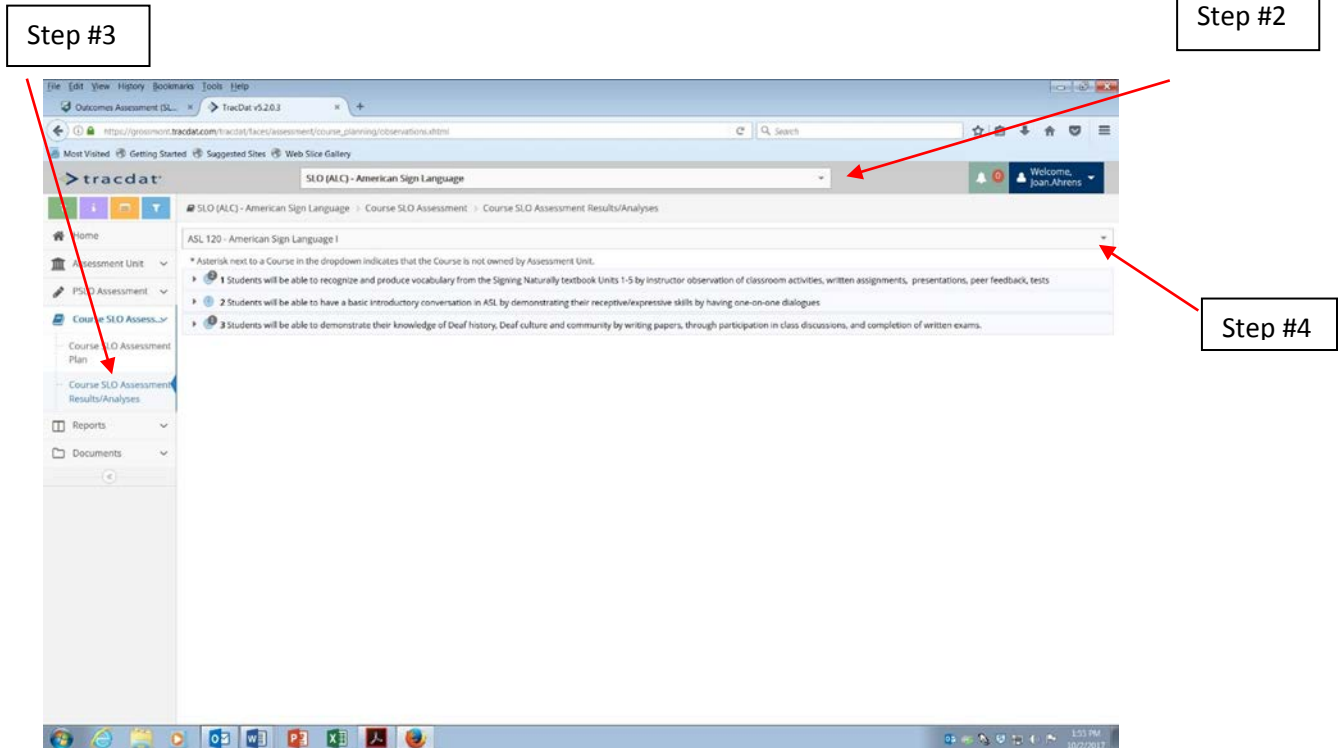 Step #2
Step #3
File Edit View History Bookmarks Tools Help
Outcomes Assessment (SL... × TracDat v5.2.0.3 × +
https://grossmont.tracdat.com/tracdat/faces/assessment/course_planning/observations.xhtml Search
Most Visited Getting Started Suggested Sites Web Slice Gallery
tracdat SLO (ALC) - American Sign Language 0 Welcome,
Joan.Ahrens
SLO (ALC) - American Sign Language > Course SLO Assessment > Course SLO Assessment Results/Analyses
Home
ASL 120 - American Sign Language I
* Asterisk next to a Course in the dropdown indicates that the Course is not owned by Assessment Unit.
Assessment Unit
1 Students will be able to recognize and produce vocabulary from the Signing Naturally textbook Units 1-5 by instructor observation of classroom activities, written assignments, presentations, peer feedback, tests
PSLO Assessment
2 Students will be able to have a basic introductory conversation in ASL by demonstrating their receptive/expressive skills by having one-on-one dialogues
Course SLO Assess...
3 Students will be able to demonstrate their knowledge of Deaf history, Deaf culture and community by writing papers, through participation in class discussions, and completion of written exams.
Step #4
Course SLO Assessment
Plan
Course SLO Assessment
Results/Analyses
Reports
Documents
1:53 PM
10/2/2017